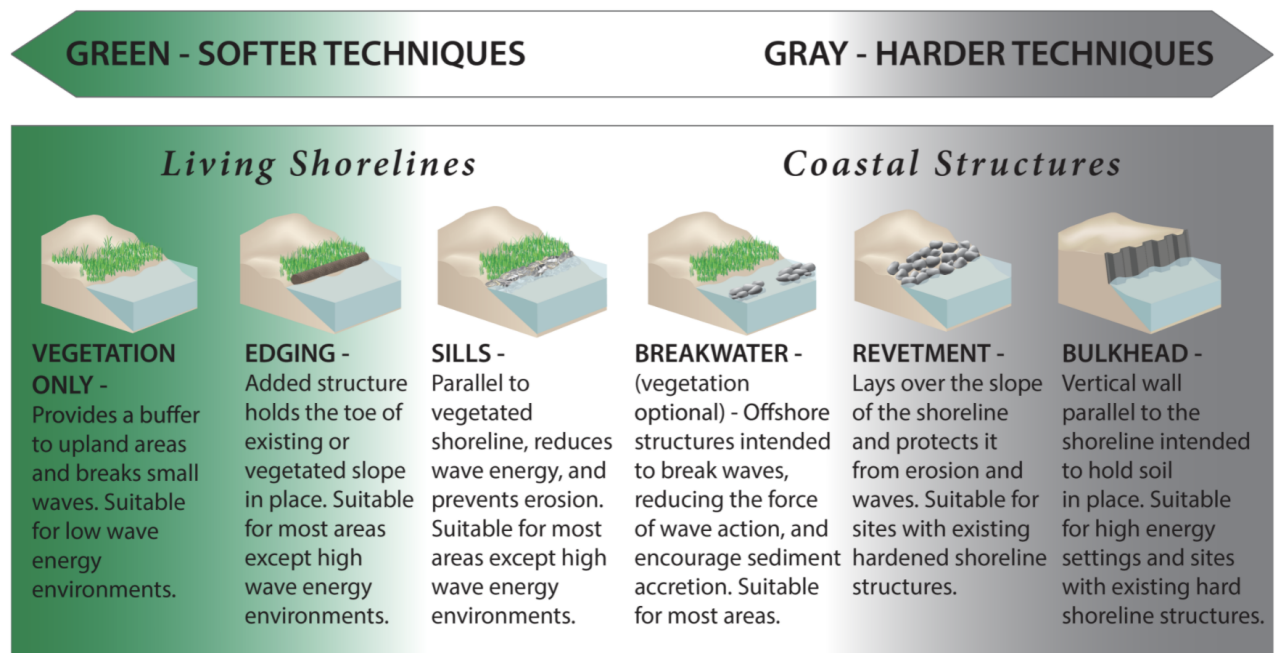 GREEN - SOFTER TECHNIQUES
GRAY - HARDER TECHNIQUES
Living Shorelines
Coastal Structures
VEGETATION
ONLY -
Provides a buffer
to upland areas
and breaks small
waves. Suitable
for low wave
energy
environments.
EDGING -
Added structure
holds the toe of
existing or
vegetated slope
in place. Suitable
for most areas
except high
wave energy
environments.
SILLS -
Parallel to
vegetated
shoreline, reduces
wave energy, and
prevents erosion.
Suitable for most
areas except high
wave energy
environments.
BREAKWATER -
(vegetation
optional) - Offshore
structures intended
to break waves,
reducing the force
of wave action, and
encourage sediment
accretion. Suitable
for most areas.
REVETMENT -
Lays over the slope
of the shoreline
and protects it
from erosion and
waves. Suitable for
sites with existing
hardened shoreline
structures.
BULKHEAD -
Vertical wall
parallel to the
shoreline intended
to hold soil
in place. Suitable
for high energy
settings and sites
with existing hard
shoreline structures.